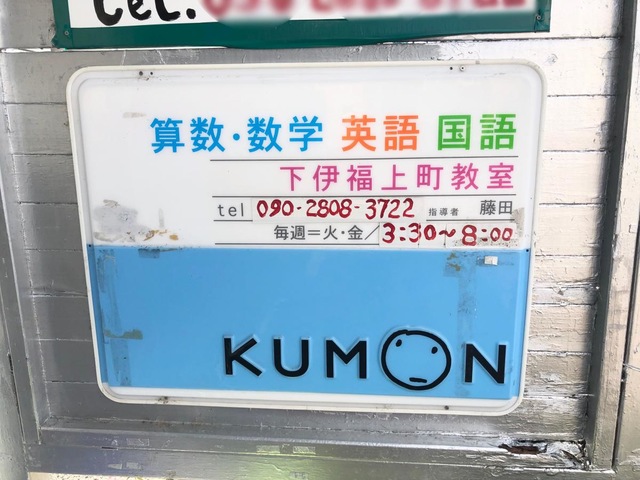 tel.
算数・数学 英語 国語
下伊福上町教室
tel 090-2808-3722 指導者 藤田
毎週＝火・金／3:30〜8:00
KUMON